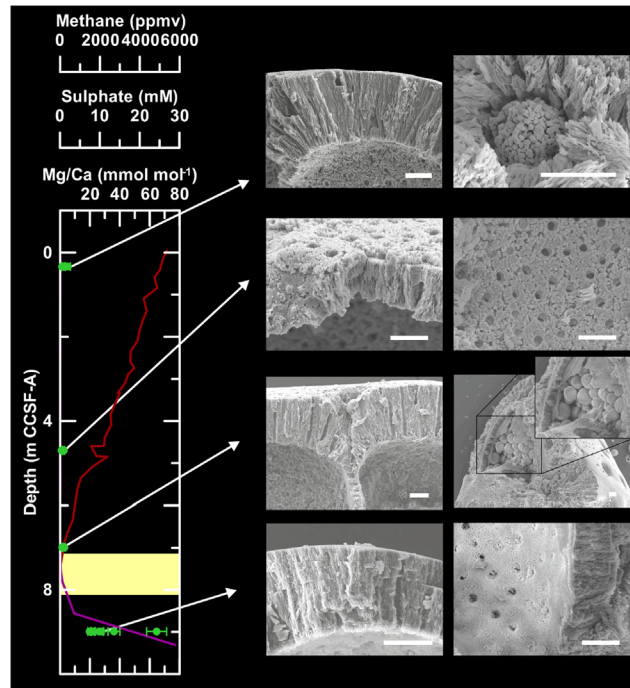 Methane (ppmv)
0 2000 4000 6000
Sulphate (mM)
0 10 20 30
Mg/Ca (mmol mol-1)
20 40 60 80
0
4
8
Depth (m CCSF-A)